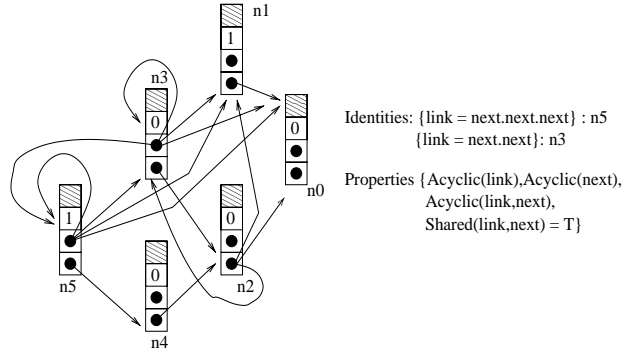 n1
1
n3
0
0
n0
Identities: {link = next.next.next} : n5
{link = next.next}: n3
Properties {Acyclic(link),Acyclic(next),
Acyclic(link,next),
Shared(link,next) = T}
1
n5
0
n2
0
n4